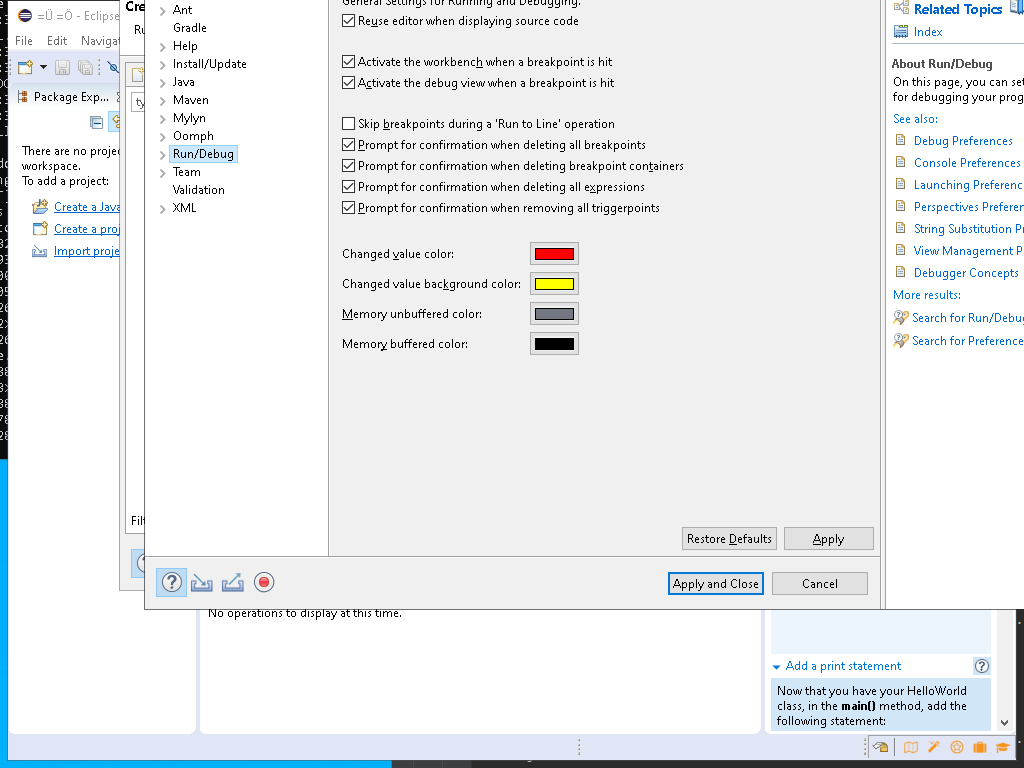 =Ü =Ö - Eclipse
File Edit Navigat
Package Exp...
There are no proje
workspace.
To add a project:
Create a Java
Create a proj
Import proje
Cre
Ru
ty
Filt
Ant
Gradle
Help
Install/Update
Java
Maven
Mylyn
Oomph
Run/Debug
Team
Validation
XML
General Settings for Running and Debugging.
Reuse editor when displaying source code
Activate the workbench when a breakpoint is hit
Activate the debug view when a breakpoint is hit
Skip breakpoints during a 'Run to Line' operation
Prompt for confirmation when deleting all breakpoints
Prompt for confirmation when deleting breakpoint containers
Prompt for confirmation when deleting all expressions
Prompt for confirmation when removing all triggerpoints
Changed value color:
Changed value background color:
Memory unbuffered color:
Memory buffered color:
Restore Defaults Apply
Apply and Close Cancel
Related Topics
Index
About Run/Debug
On this page, you can set
for debugging your prog
See also:
Debug Preferences
Console Preferences
Launching Preferenc
Perspectives Preferen
String Substitution Pr
View Management P
Debugger Concepts
More results:
Search for Run/Debu
Search for Preference
No operations to display at this time.
Add a print statement
Now that you have your HelloWorld
class, in the main() method, add the
following statement: